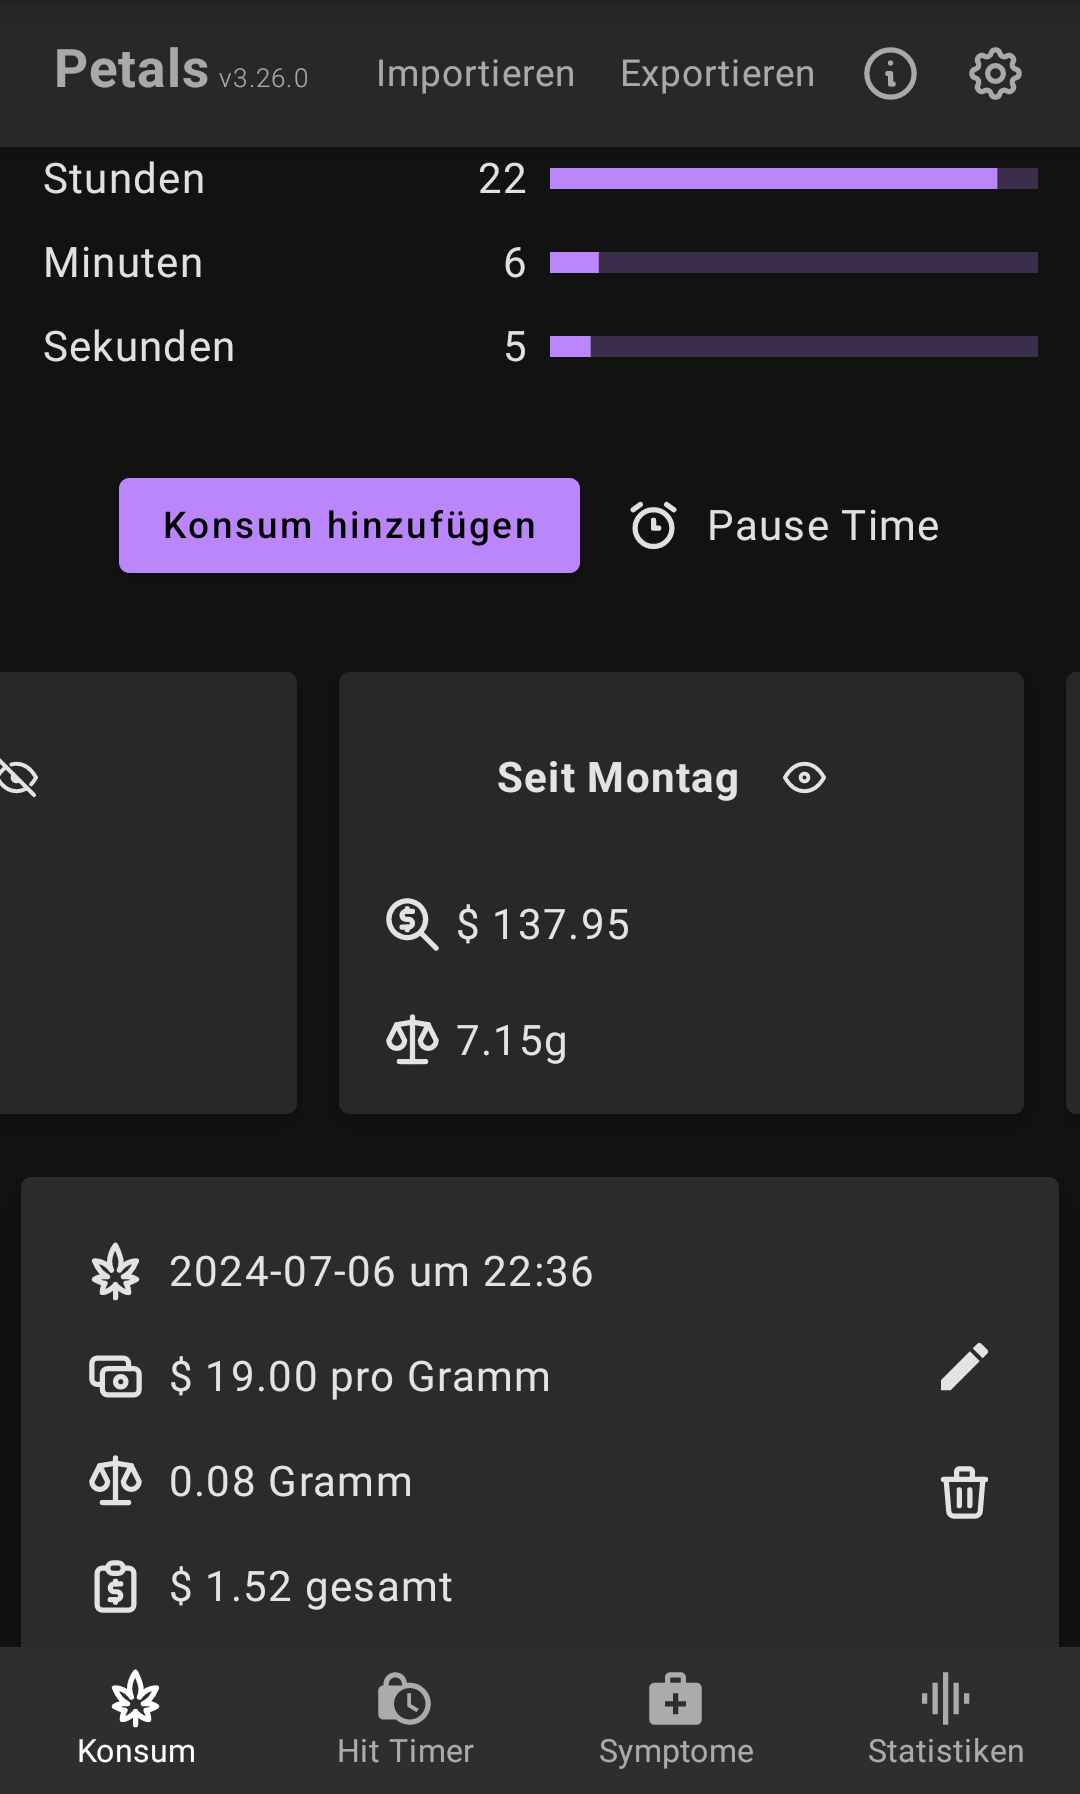 Petals v3.26.0 Importieren Exportieren
Stunden 22
Minuten 6
Sekunden 5
Konsum hinzufügen Pause Time
Seit Montag
$ 137.95
7.15g
2024-07-06 um 22:36
$ 19.00 pro Gramm
0.08 Gramm
$ 1.52 gesamt
Konsum Hit Timer Symptome Statistiken